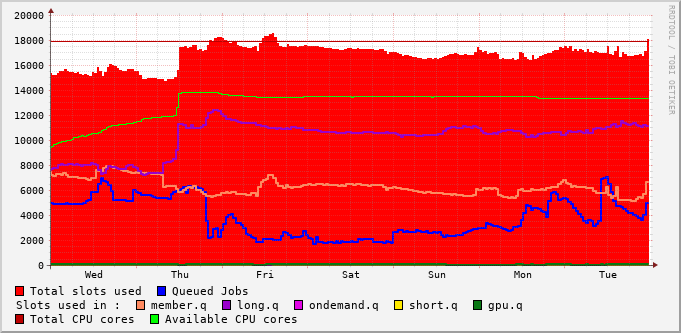 20000
18000
16000
14000
12000
10000
8000
6000
4000
2000
0
Wed Thu Fri Sat Sun Mon Tue
RRDTOOL / TOBI OETIKER
Total slots used Queued Jobs
Slots used in : member.q long.q ondemand.q short.q gpu.q
Total CPU cores Available CPU cores